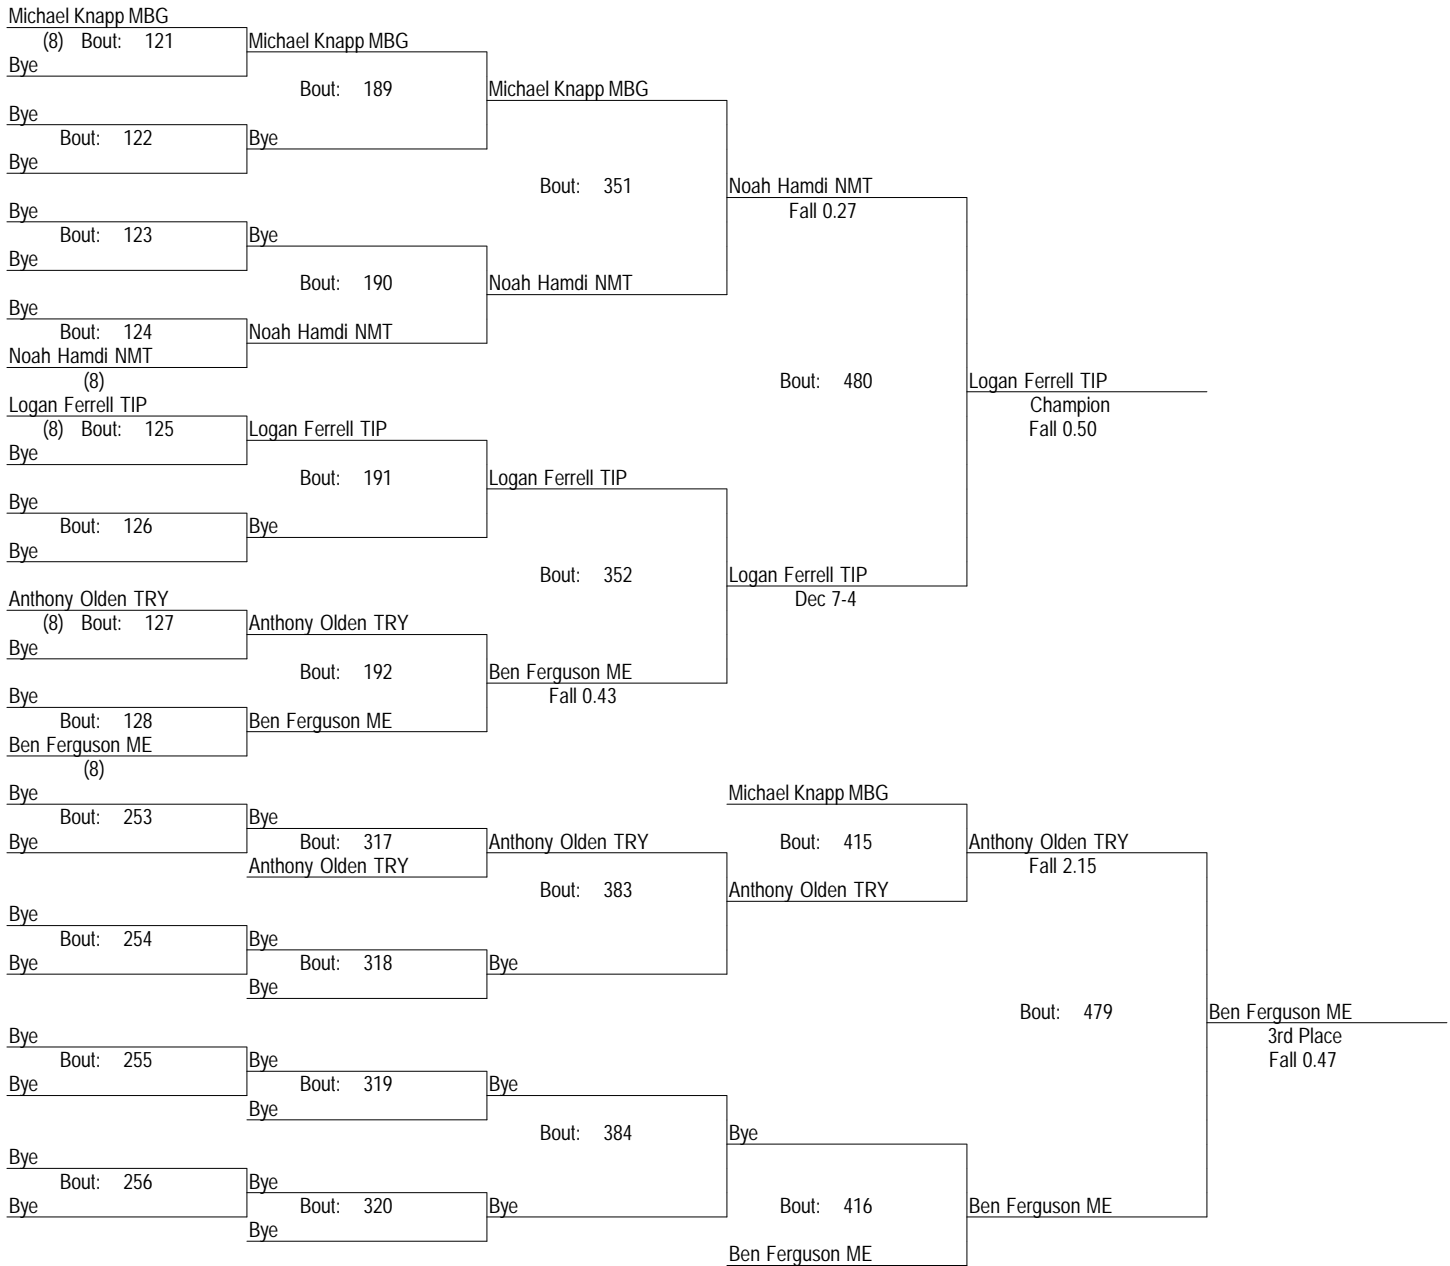 Michael Knapp MBG
(8) Bout: 121 Michael Knapp MBG
Bye
Bout: 189 Michael Knapp MBG
Bye
Bout: 122 Bye
Bye
Bout: 351 Noah Hamdi NMT
Bye Fall 0.27
Bout: 123 Bye
Bye
Bout: 190 Noah Hamdi NMT
Bye
Bout: 124 Noah Hamdi NMT
Noah Hamdi NMT
(8) Bout: 480 Logan Ferrell TIP
Logan Ferrell TIP Champion
(8) Bout: 125 Logan Ferrell TIP Fall 0.50
Bye
Bout: 191 Logan Ferrell TIP
Bye
Bout: 126 Bye
Bye
Bout: 352 Logan Ferrell TIP
Anthony Olden TRY Dec 7-4
(8) Bout: 127 Anthony Olden TRY
Bye
Bout: 192 Ben Ferguson ME
Bye Fall 0.43
Bout: 128 Ben Ferguson ME
Ben Ferguson ME
(8)
Bye Michael Knapp MBG
Bout: 253 Bye
Bye Bout: 317 Anthony Olden TRY Bout: 415 Anthony Olden TRY
Anthony Olden TRY Fall 2.15
Bout: 383 Anthony Olden TRY
Bye
Bout: 254 Bye
Bye Bout: 318 Bye
Bye
Bout: 479 Ben Ferguson ME
Bye 3rd Place
Bout: 255 Bye Fall 0.47
Bye Bout: 319 Bye
Bye
Bout: 384 Bye
Bye
Bout: 256 Bye
Bye Bout: 320 Bye Bout: 416 Ben Ferguson ME
Bye
Ben Ferguson ME